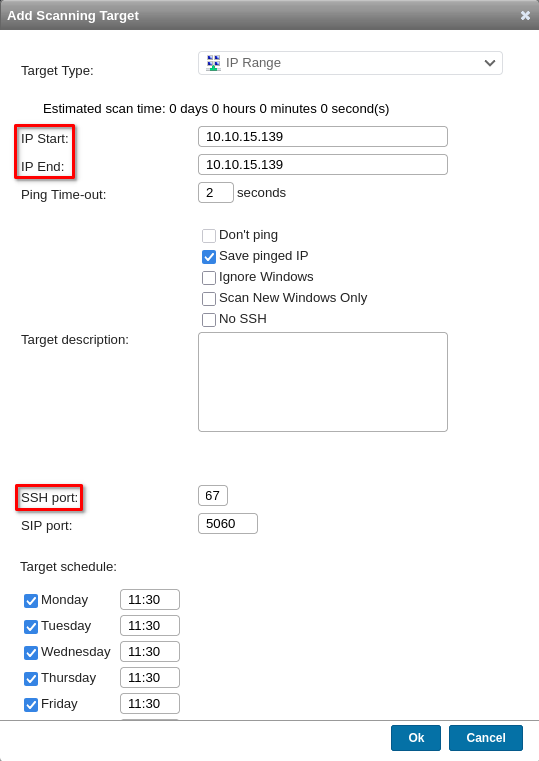 Add Scanning Target
Target Type: IP Range
Estimated scan time: 0 days 0 hours 0 minutes 0 second(s)
IP Start: 10.10.15.139
IP End: 10.10.15.139
Ping Time-out: 2 seconds
Don't ping
Save pinged IP
Ignore Windows
Scan New Windows Only
No SSH
Target description:
SSH port: 67
SIP port: 5060
Target schedule:
Monday 11:30
Tuesday 11:30
Wednesday 11:30
Thursday 11:30
Friday 11:30
Ok Cancel